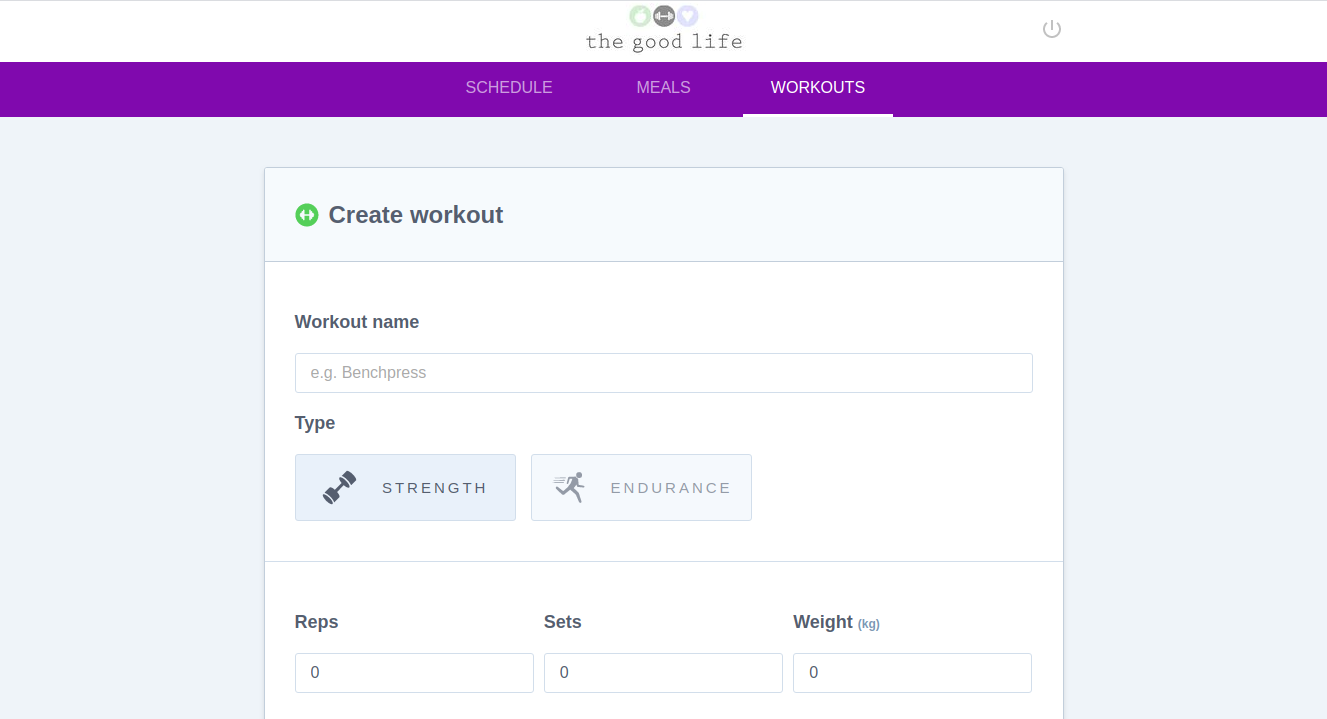 the good life
SCHEDULE MEALS WORKOUTS
Create workout
Workout name
e.g. Benchpress
Type
STRENGTH ENDURANCE
Reps Sets Weight (kg)
0 0 0